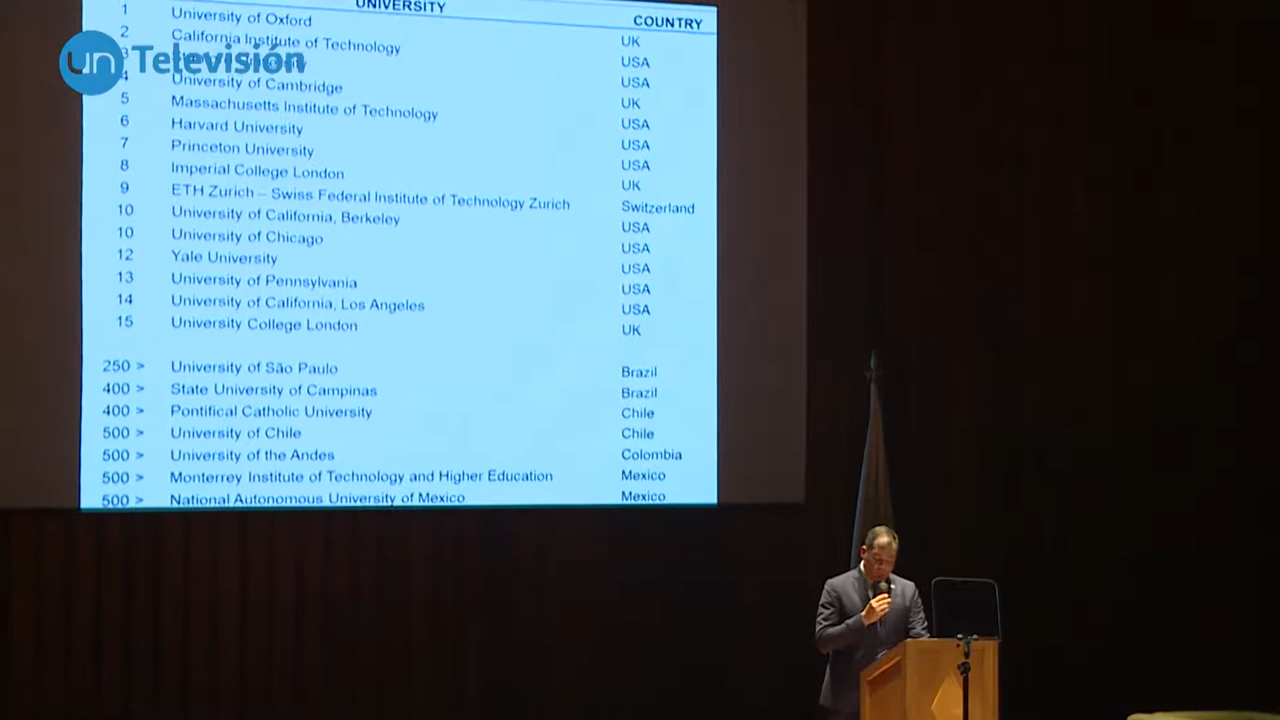 UNIVERSITY COUNTRY
1 University of Oxford UK
2 California Institute of Technology USA
3 USA
4 University of Cambridge UK
5 Massachusetts Institute of Technology USA
6 Harvard University USA
7 Princeton University USA
8 Imperial College London UK
9 ETH Zurich – Swiss Federal Institute of Technology Zurich Switzerland
10 University of California, Berkeley USA
10 University of Chicago USA
12 Yale University USA
13 University of Pennsylvania USA
14 University of California, Los Angeles USA
15 University College London UK
250 > University of São Paulo Brazil
400 > State University of Campinas Brazil
400 > Pontifical Catholic University Chile
500 > University of Chile Chile
500 > University of the Andes Colombia
500 > Monterrey Institute of Technology and Higher Education Mexico
500 > National Autonomous University of Mexico Mexico
un Televisión